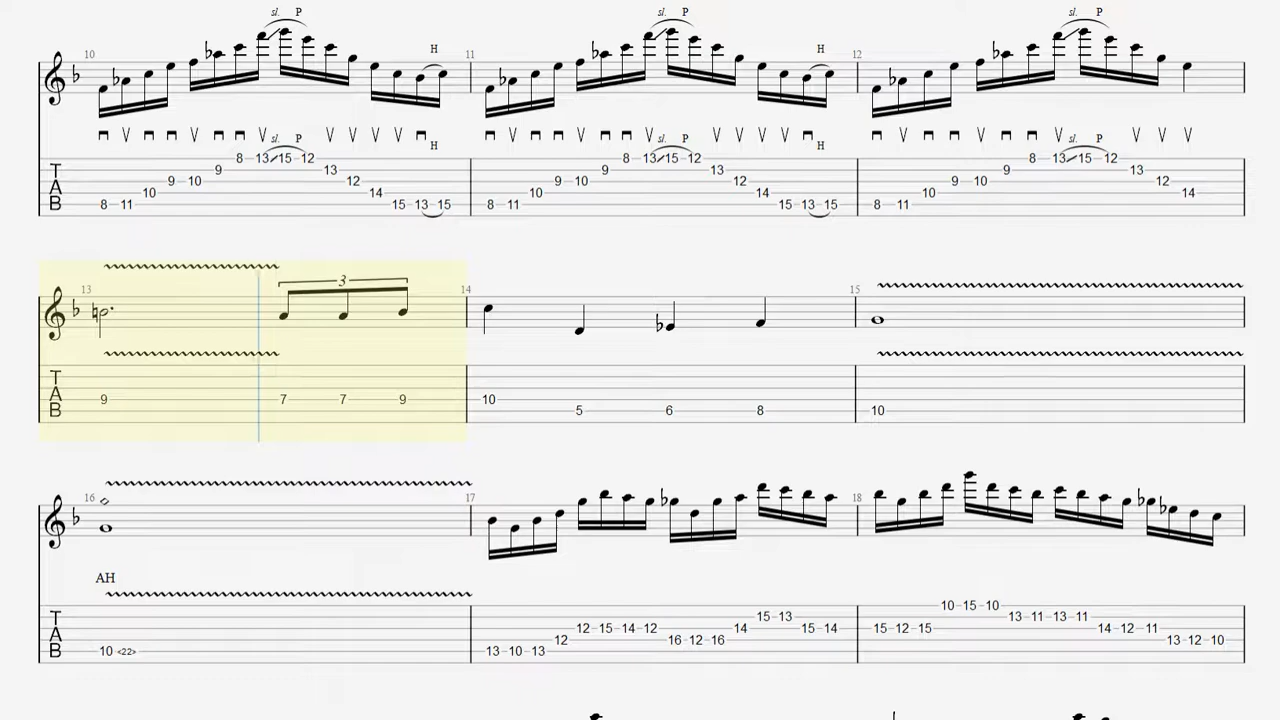 sl. P sl. P sl. P
10 H 11 H 12
sl. P H sl. P H sl. P
8 13 15 12 8 13 15 12 8 13 15 12
T 9 13 9 13 9 13
A 9 10 12 9 10 12 9 10 12
10 14 10 14 10 14
B 8 11 15 13 15 8 11 15 13 15 8 11
13 3 14 15
T
A 9 7 7 9 10
B 5 6 8 10
16 17 18
AH
10 15 10
T 15 13 13 11 13 11
A 12 15 14 12 14 15 14 15 12 15 14 12 11
12 16 12 16 13 12 10
B 10 <22> 13 10 13